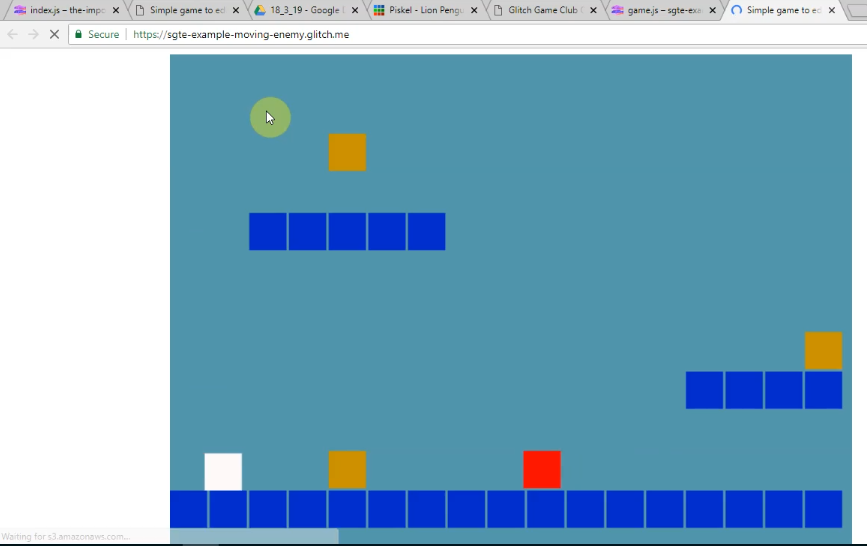 index.js – the-impo
Simple game to ed
18_3_19 - Google
Piskel - Lion Pengu
Glitch Game Club
game.js – sgte-exa
Simple game to ed
Secure https://sgte-example-moving-enemy.glitch.me
Waiting for s3.amazonaws.com...